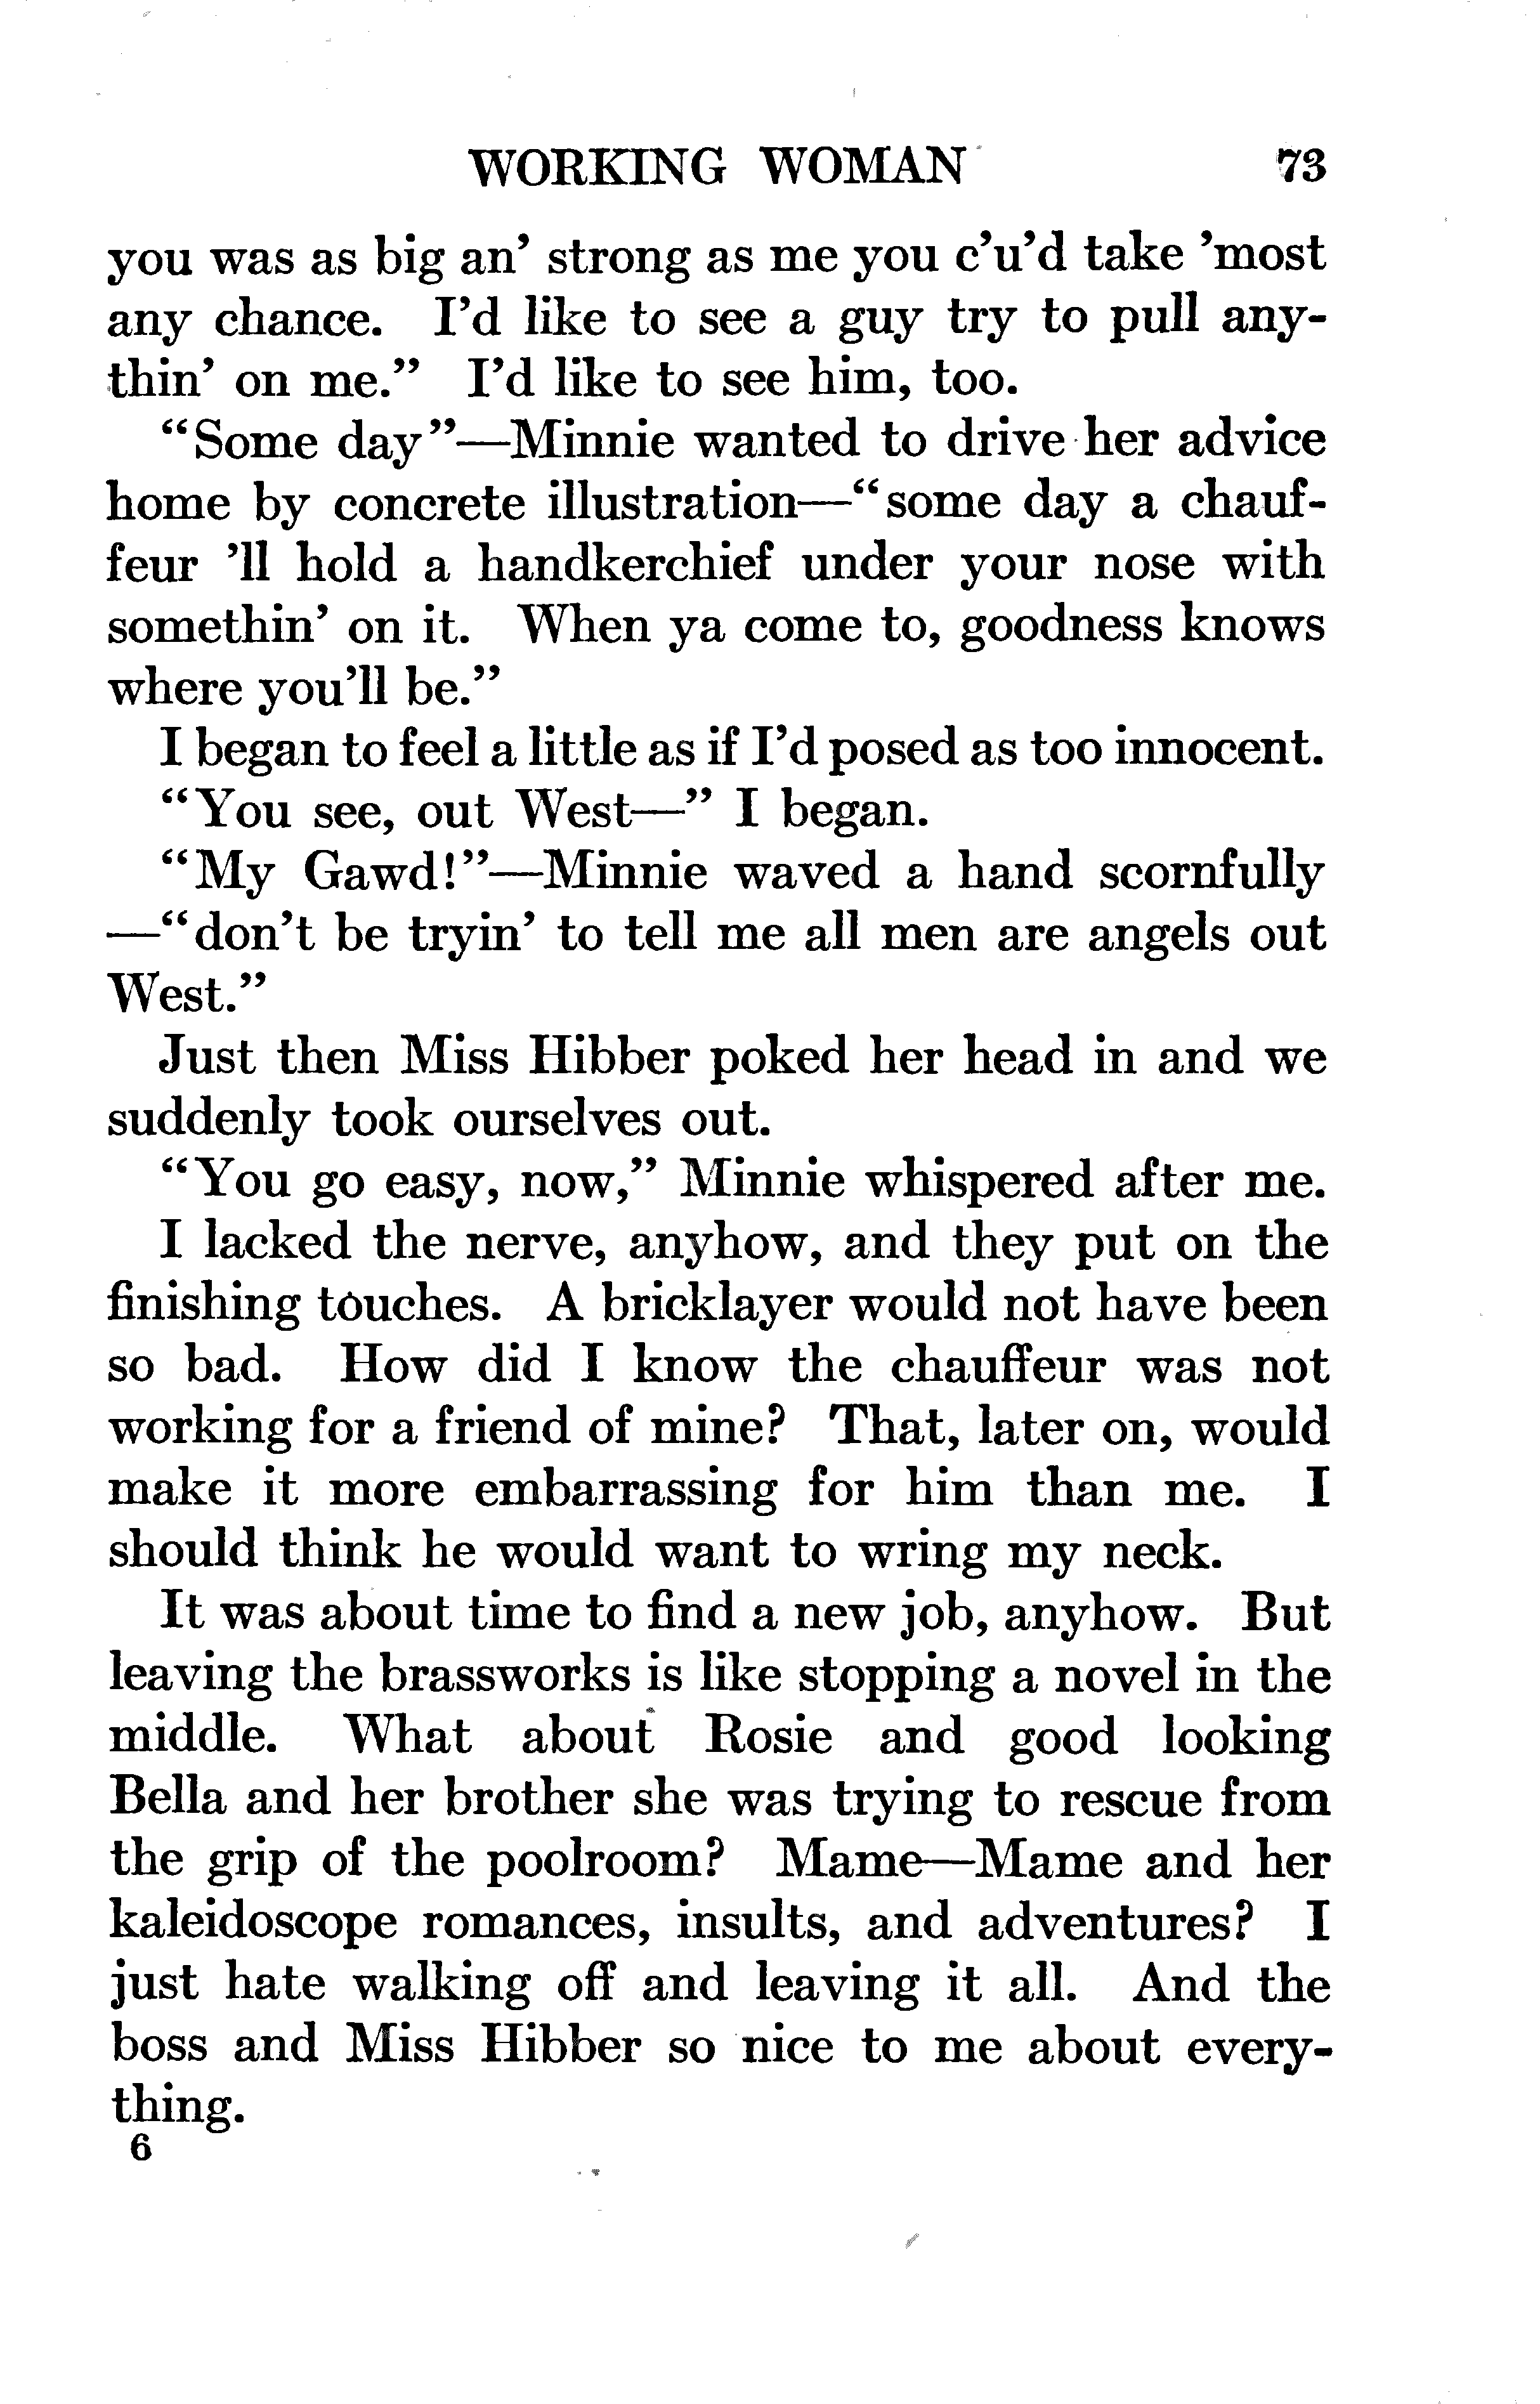 WORKING WOMAN 73
you was as big an’ strong as me you c’u’d take ’most
any chance. I’d like to see a guy try to pull any-
thin’ on me.” I’d like to see him, too.
“Some day”—Minnie wanted to drive her advice
home by concrete illustration—“some day a chauf-
feur ’ll hold a handkerchief under your nose with
somethin’ on it. When ya come to, goodness knows
where you’ll be.”
I began to feel a little as if I’d posed as too innocent.
“You see, out West—” I began.
“My Gawd!”—Minnie waved a hand scornfully
—“don’t be tryin’ to tell me all men are angels out
West.”
Just then Miss Hibber poked her head in and we
suddenly took ourselves out.
“You go easy, now,” Minnie whispered after me.
I lacked the nerve, anyhow, and they put on the
finishing touches. A bricklayer would not have been
so bad. How did I know the chauffeur was not
working for a friend of mine? That, later on, would
make it more embarrassing for him than me. I
should think he would want to wring my neck.
It was about time to find a new job, anyhow. But
leaving the brassworks is like stopping a novel in the
middle. What about Rosie and good looking
Bella and her brother she was trying to rescue from
the grip of the poolroom? Mame—Mame and her
kaleidoscope romances, insults, and adventures? I
just hate walking off and leaving it all. And the
boss and Miss Hibber so nice to me about every-
thing.
6